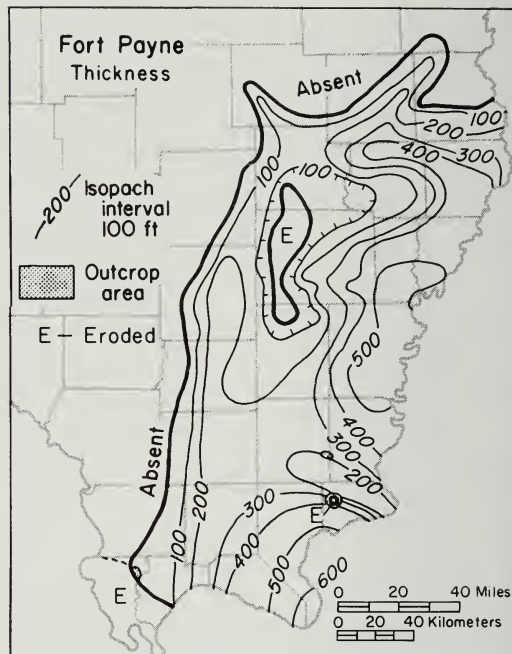 Fort Payne
Thickness
Absent
100
200
400
300
100
100
200
Isopach
interval
100 ft
E
Outcrop
area
E — Eroded
500
400
300
200
Absent
300
E
100
200
400
500
600
E
0 20 40 Miles
0 20 40 Kilometers